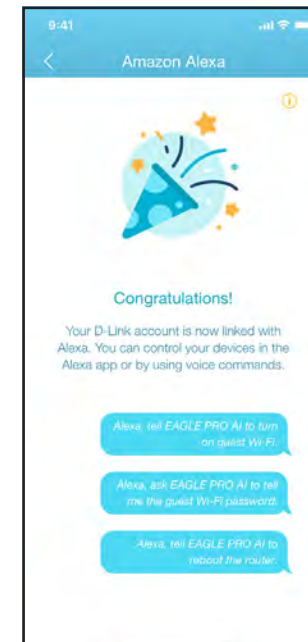 9:41
Amazon Alexa
Congratulations!
Your D-Link account is now linked with
Alexa. You can control your devices in the
Alexa app or by using voice commands.
Alexa, tell EAGLE PRO AI to turn
on guest Wi-Fi.
Alexa, ask EAGLE PRO AI to tell
me the guest Wi-Fi password.
Alexa, tell EAGLE PRO AI to
reboot the router.